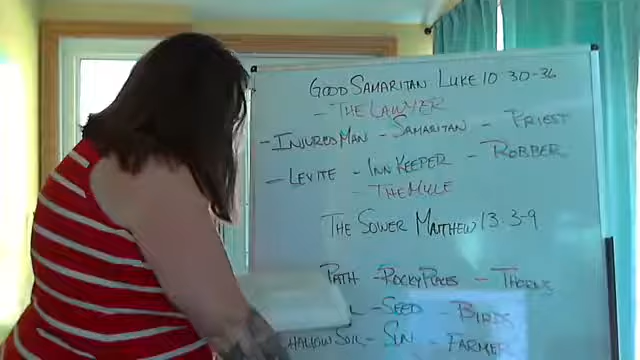 GOOD SAMARITAN LUKE 10:30-36
- THE LAWYER
- INJURED MAN - SAMARITAN - PRIEST
- LEVITE - INN KEEPER - ROBBER
- THE MULE
THE SOWER MATTHEW 13:3-9
PATH - ROCKY PLACES - THORNS
- SEED - BIRDS
SHALLOW SOIL - SUN - FARMER